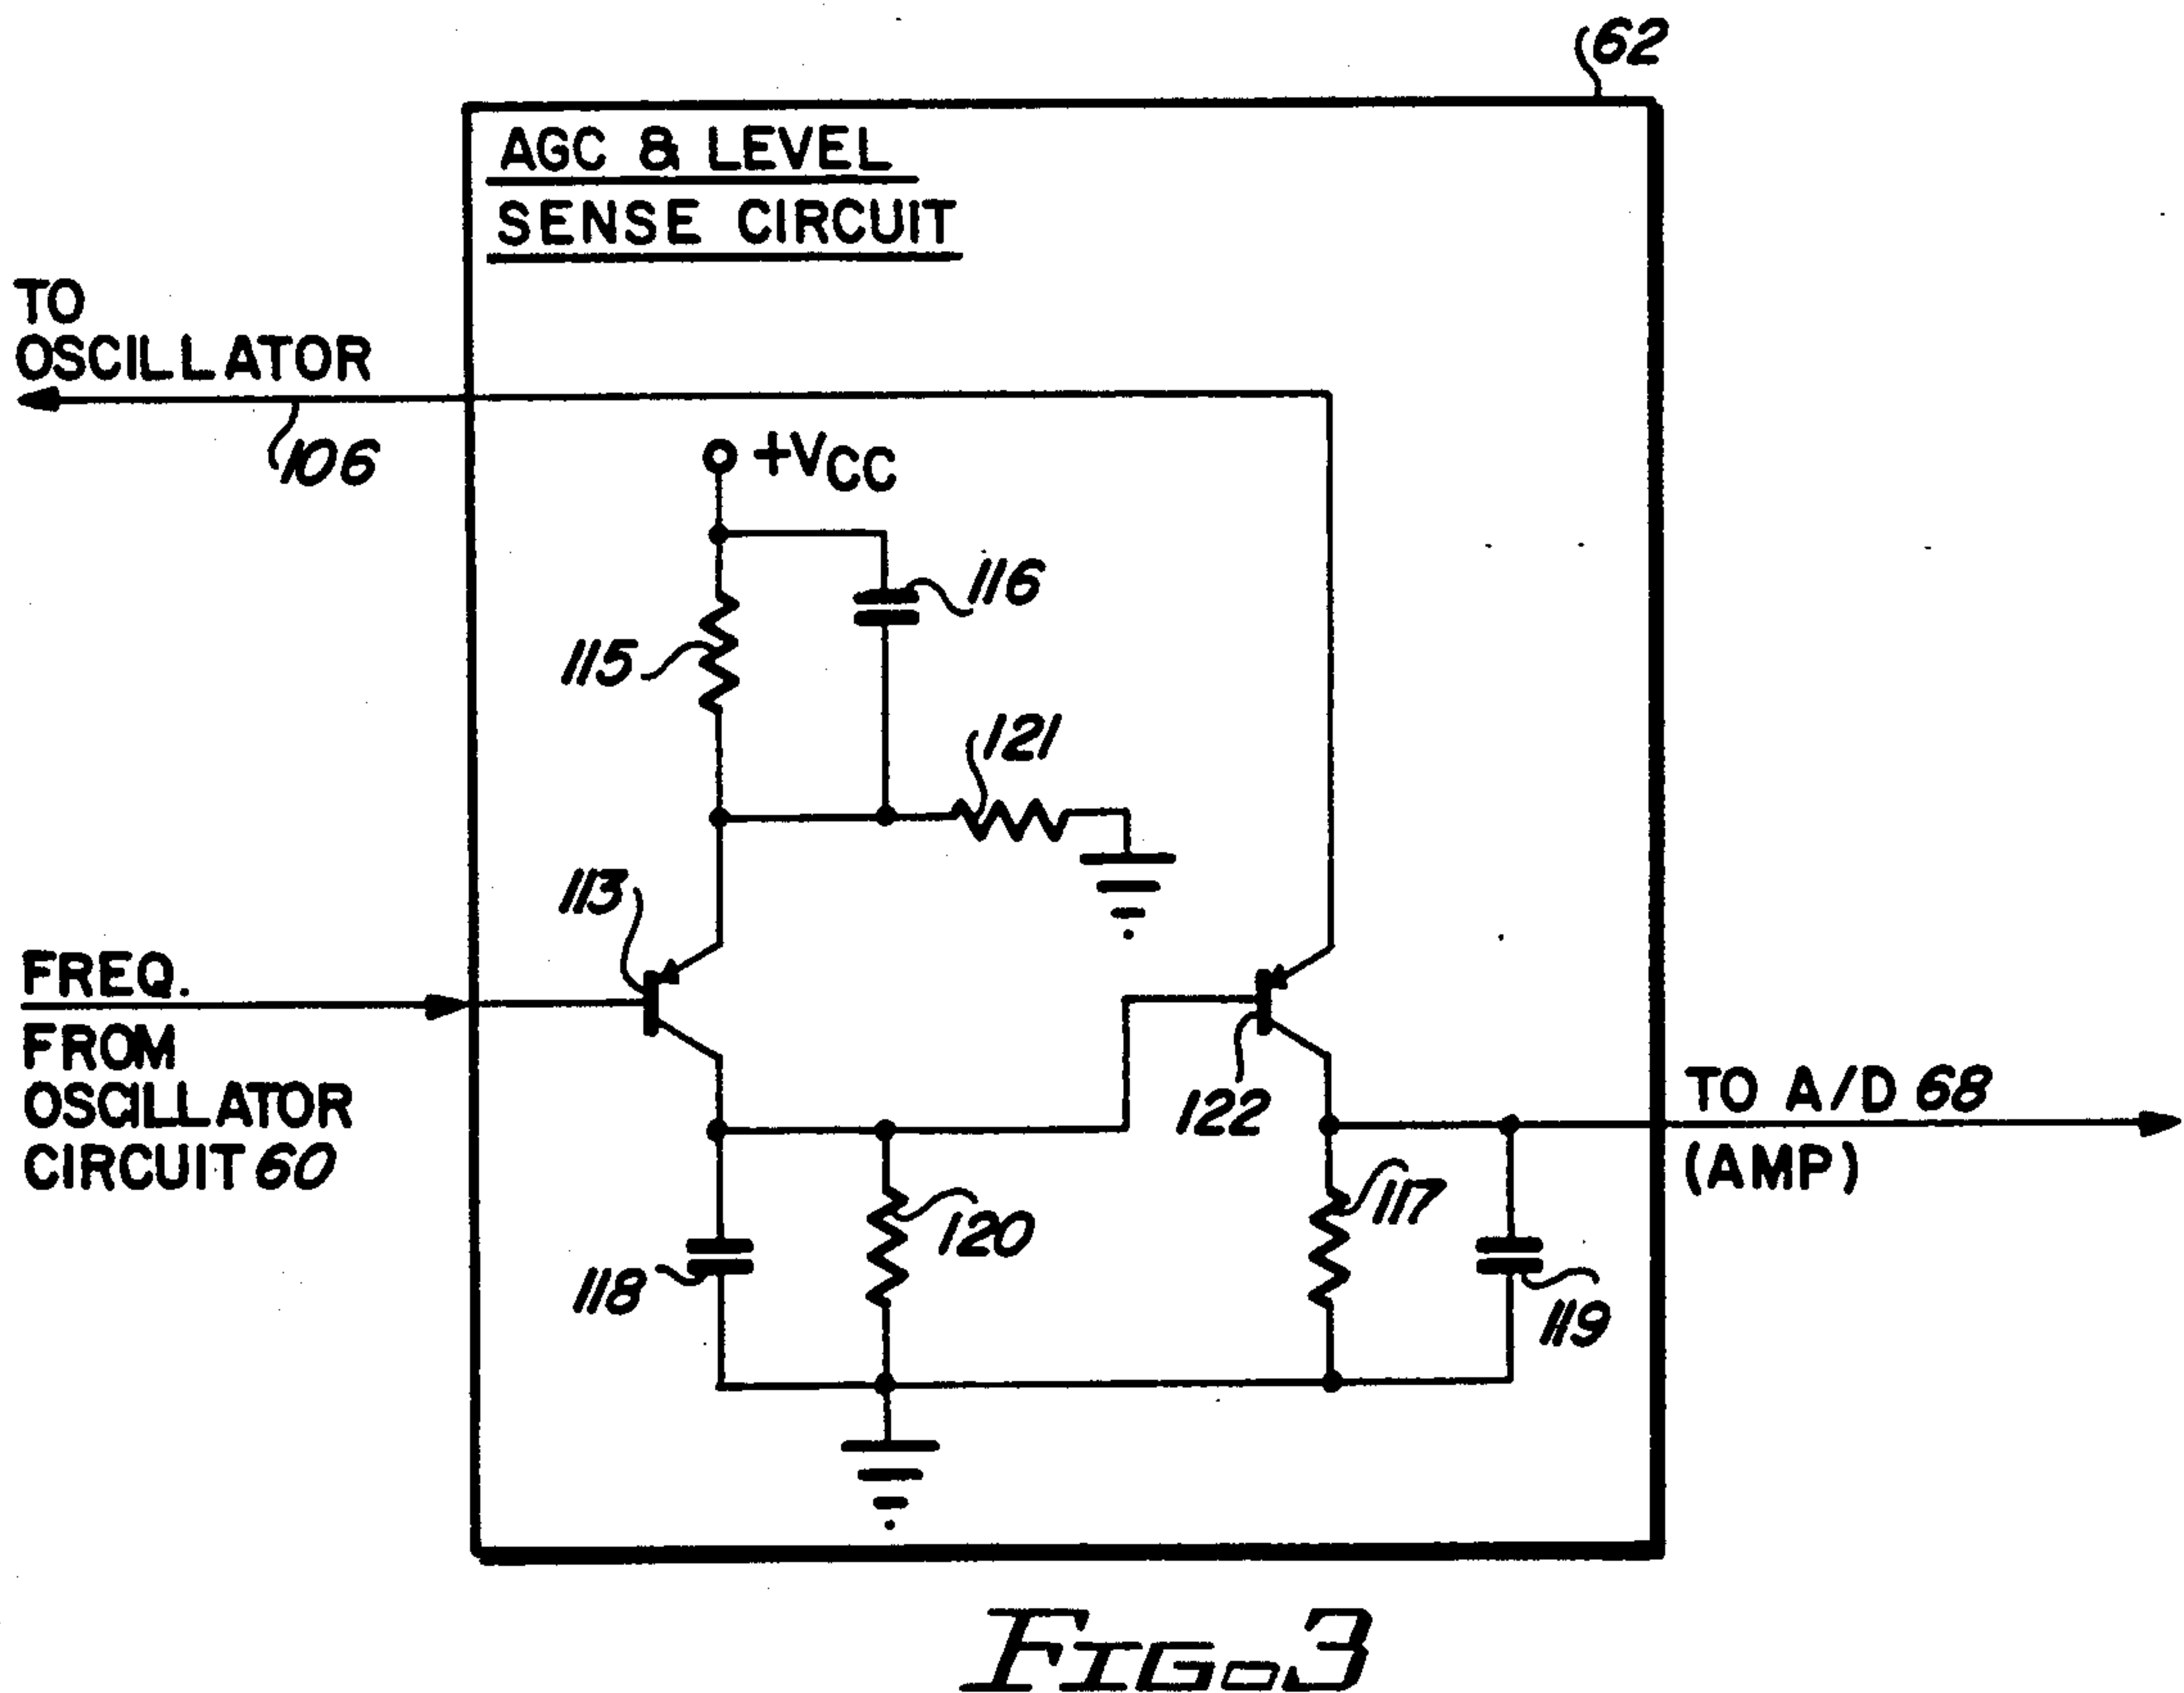 62
AGC & LEVEL
SENSE CIRCUIT
TO
OSCILLATOR
106
+VCC
116
115
121
113
FREQ.
FROM
OSCILLATOR
CIRCUIT 60
122
TO A/D 68
(AMP)
117
120
118
119
FIG. 3